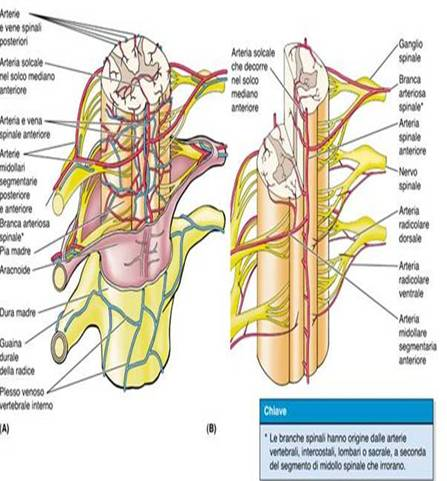 Arterie
e vene spinali
posteriori
Arteria solcale
nel solco mediano
anteriore
Arteria e vena
spinale anteriore
Arterie
midollari
segmentarie
posteriore
e anteriore
Branca arteriosa
spinale*
Pia madre
Aracnoide
Dura madre
Guaina
durale
della radice
Plesso venoso
vertebrale interno
(A)
Arteria solcale
che decorre
nel solco
mediano
anteriore
(B)
Ganglio
spinale
Branca
arteriosa
spinale*
Arteria
spinale
anteriore
Nervo
spinale
Arteria
radicolare
dorsale
Arteria
radicolare
ventrale
Arteria
midollare
segmentaria
anteriore
Chiave
* Le branche spinali hanno origine dalle arterie
vertebrali, intercostali, lombari o sacrale, a seconda
del segmento di midollo spinale che irrorano.